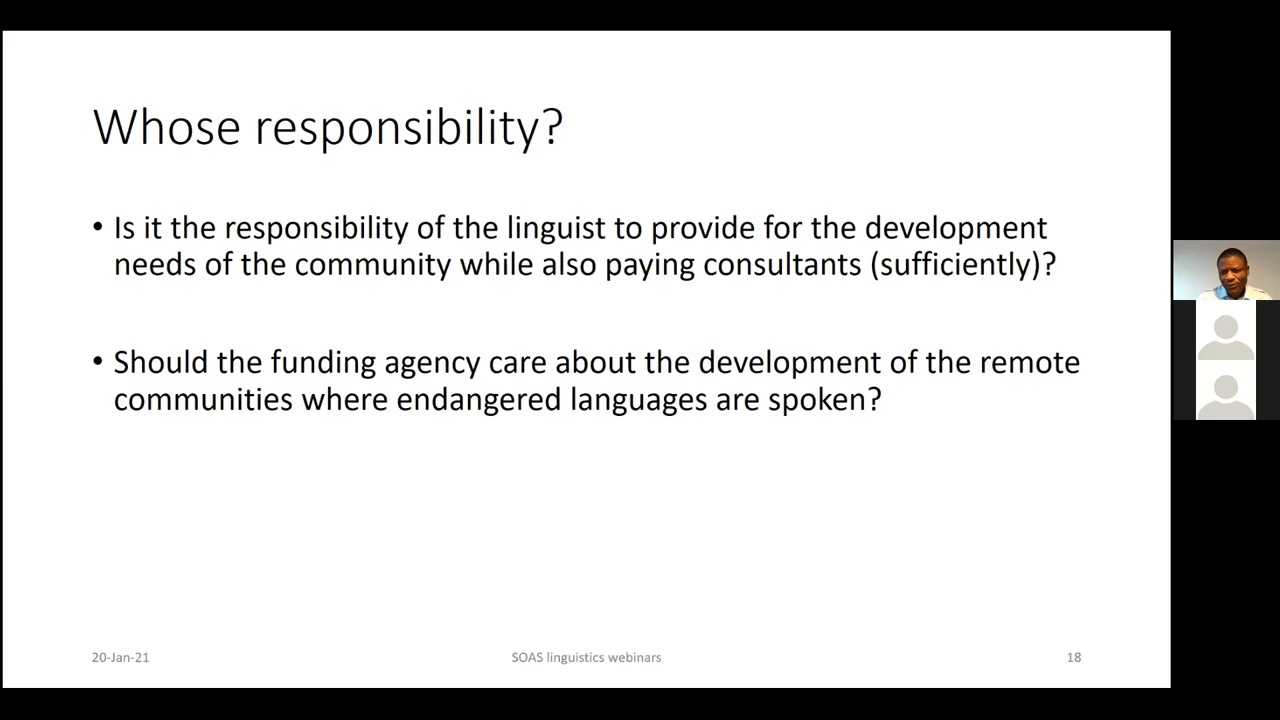 Whose responsibility?
• Is it the responsibility of the linguist to provide for the development
needs of the community while also paying consultants (sufficiently)?
• Should the funding agency care about the development of the remote
communities where endangered languages are spoken?
20-Jan-21 SOAS linguistics webinars 18